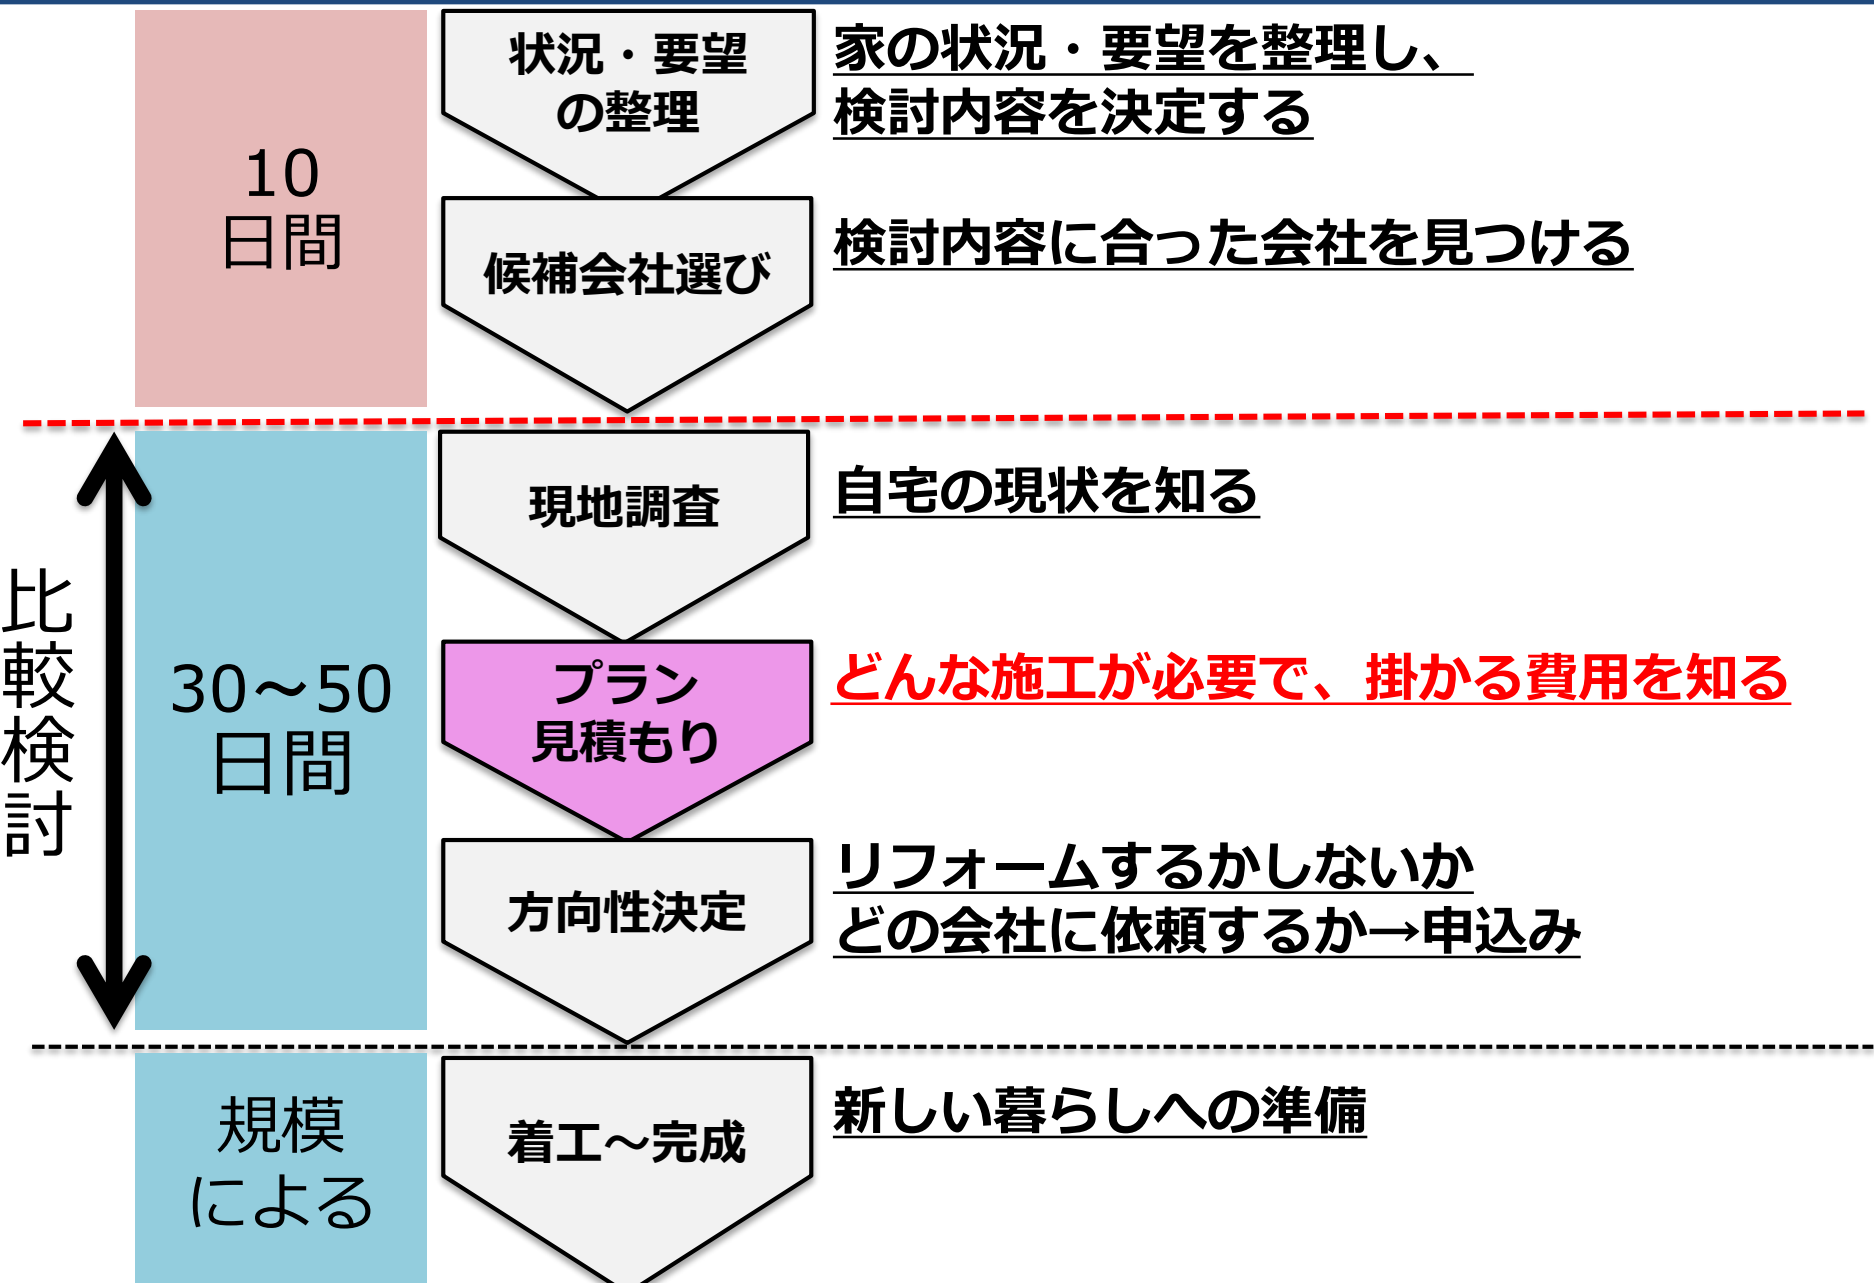 状況・要望
の整理
家の状況・要望を整理し、
検討内容を決定する
10
日間
候補会社選び
検討内容に合った会社を見つける
比較検討
30～50
日間
現地調査
自宅の現状を知る
プラン
見積もり
どんな施工が必要で、掛かる費用を知る
方向性決定
リフォームするかしないか
どの会社に依頼するか→申込み
規模
による
着工～完成
新しい暮らしへの準備